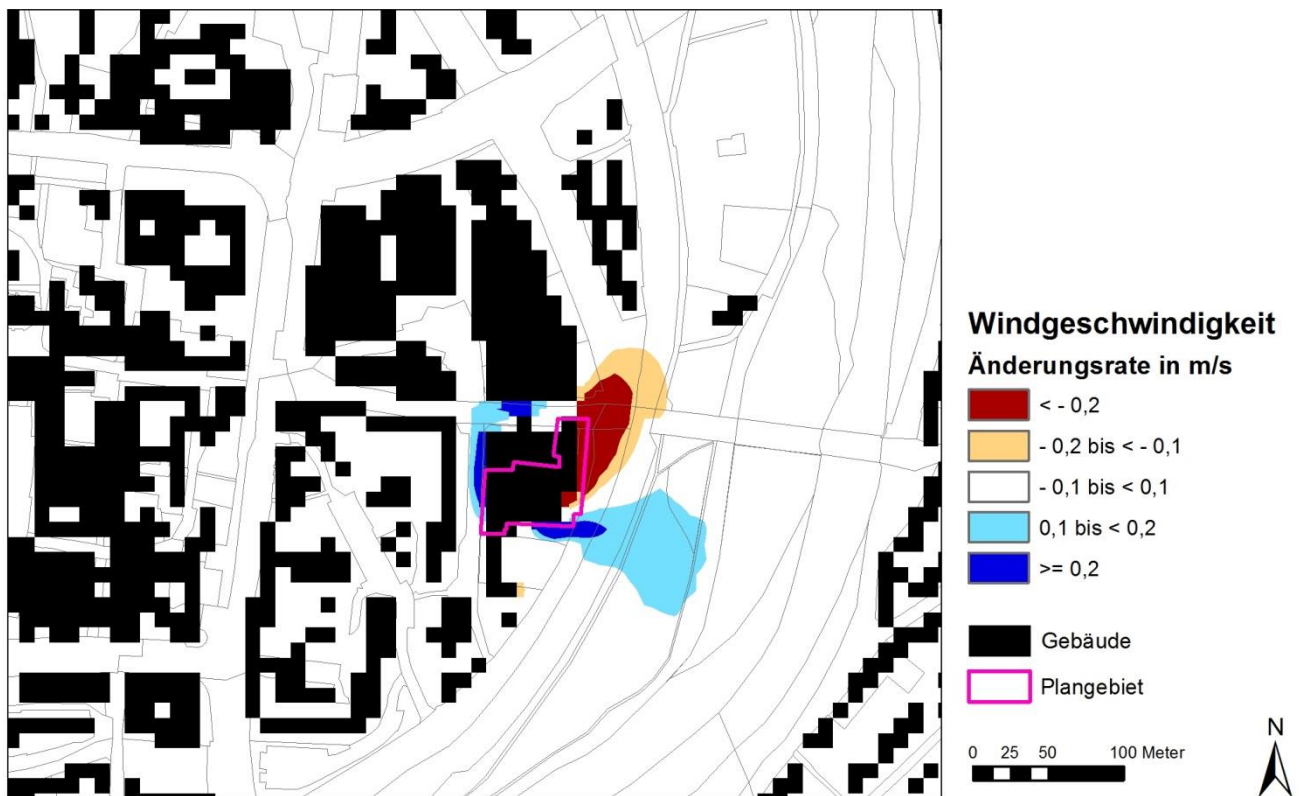 Windgeschwindigkeit
Änderungsrate in m/s
< - 0,2
- 0,2 bis < - 0,1
- 0,1 bis < 0,1
0,1 bis < 0,2
>= 0,2
Gebäude
Plangebiet
0 25 50 100 Meter
N